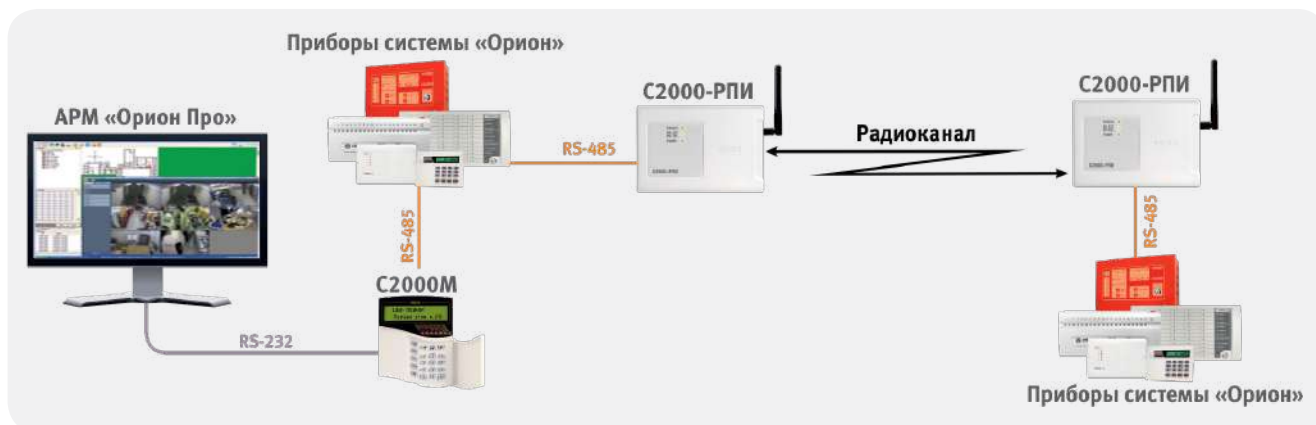 Приборы системы «Орион»
С2000-РПИ
С2000-РПИ
АРМ «Орион Про»
Радиоканал
RS-485
RS-485
RS-485
С2000М
RS-232
Приборы системы «Орион»